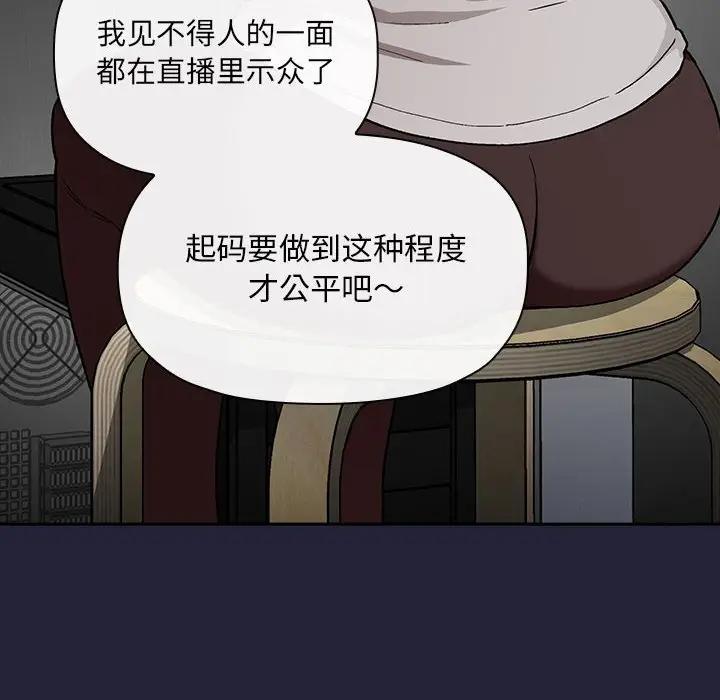 我见不得人的一面
都在直播里示众了
起码要做到这种程度
才公平吧～